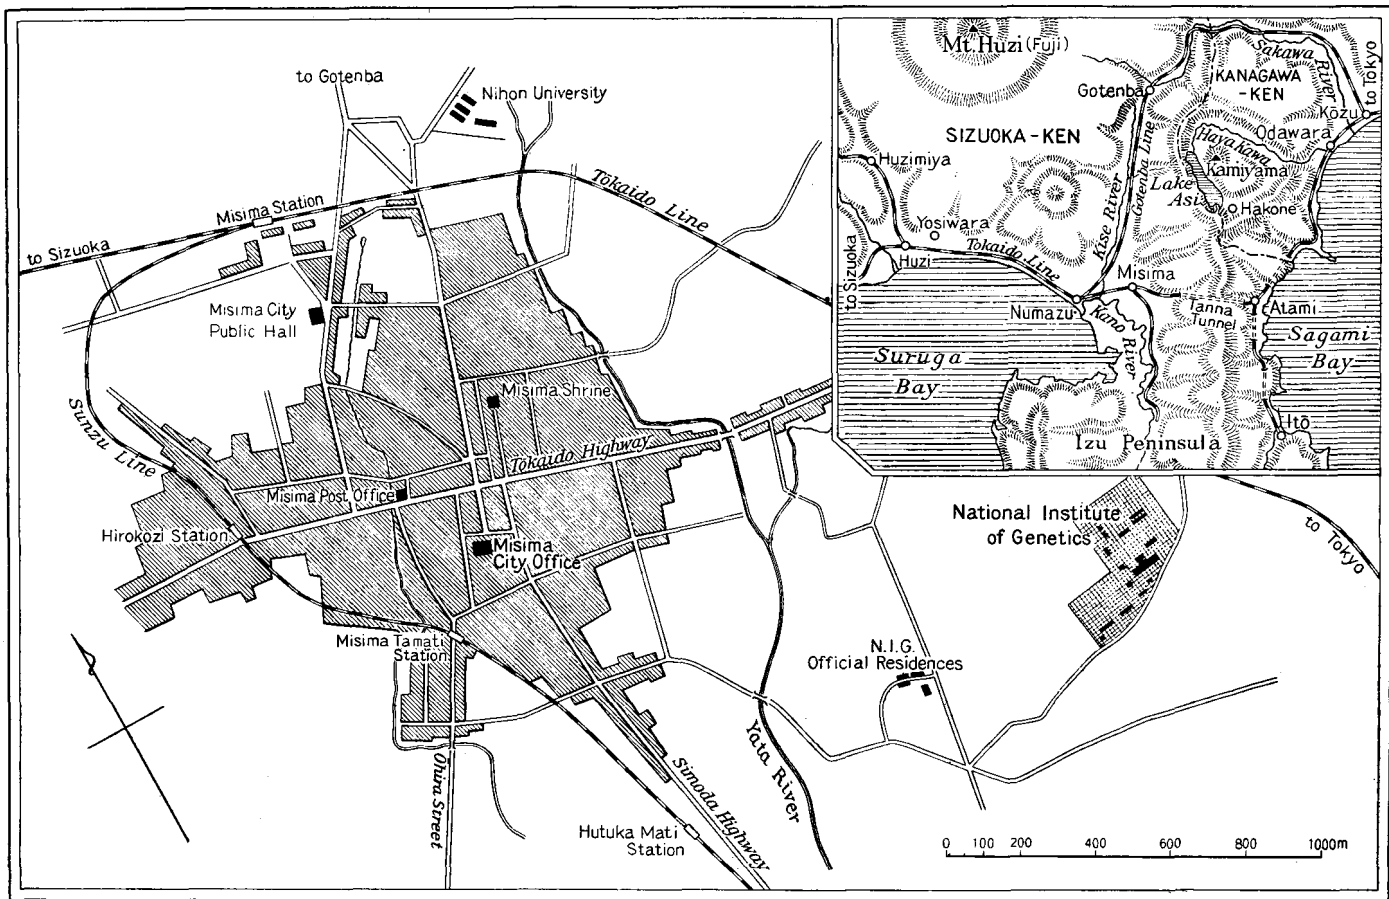 to Gotenba
Nihon University
Misima Station
Tōkaido Line
to Sizuoka
Misima City
Public Hall
Sunzu Line
Misima Shrine
Tokaido Highway
Misima Post Office
Hirokozi Station
Misima
City Office
Misima Tamati
Station
Ohira Street
Hutuka Mati
Station
Simoda Highway
Yata River
N.I.G.
Official Residences
National Institute
of Genetics
to Tokyo
0 100 200 400 600 800 1000m
Mt. Huzi (Fuji)
Sakawa River
to Tokyo
KANAGAWA
-KEN
Gotenba
Kōzu
Odawara
SIZUOKA-KEN
Hayakawa
Kamiyama
Huzimiya
Gotenba Line
Lake
Asi
Hakone
Kise River
Yosiwara
to Sizuoka
Huzi
Tokaido Line
Misima
Numazu
Kano
River
Tanna
Tunnel
Atami
Suruga
Bay
Sagami
Bay
Izu Peninsula
Itō